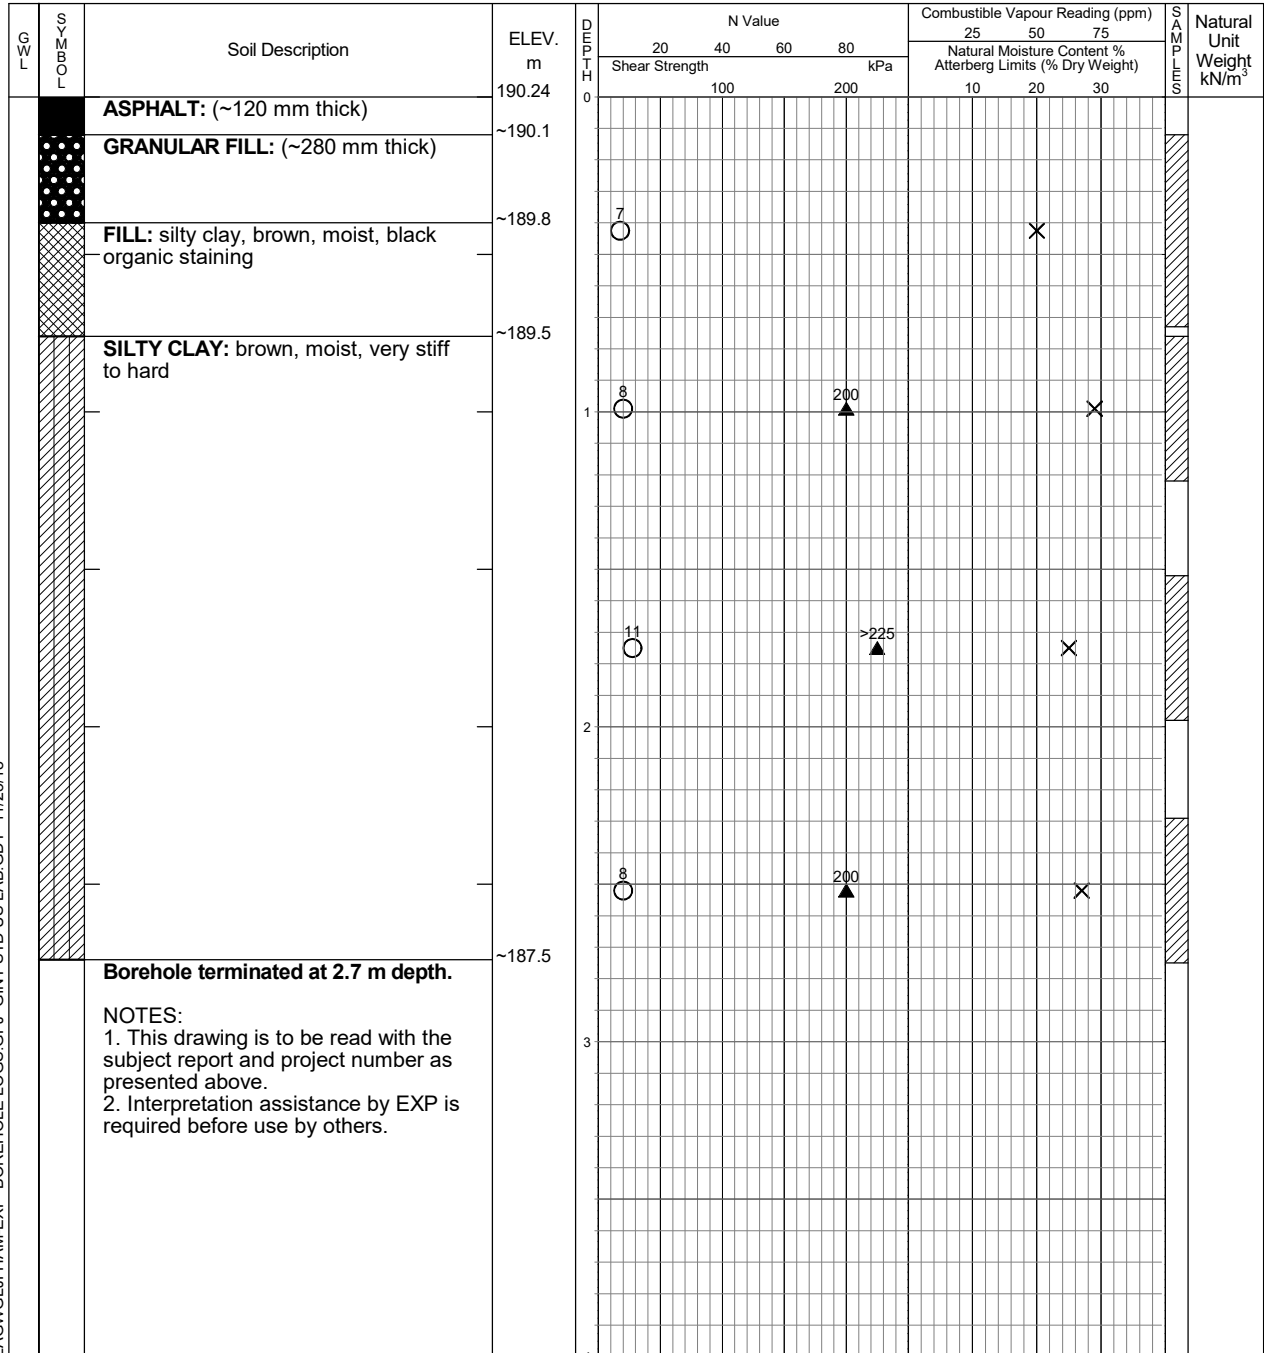 GWL
SYMBOL
Soil Description
ELEV.
m
190.24
DEPTH
N Value
20 40 60 80
Shear Strength kPa
100 200
Combustible Vapour Reading (ppm)
25 50 75
Natural Moisture Content %
Atterberg Limits (% Dry Weight)
10 20 30
SAMPLES
Natural
Unit
Weight
kN/m³
0
ASPHALT: (~120 mm thick)
~190.1
GRANULAR FILL: (~280 mm thick)
~189.8
7
FILL: silty clay, brown, moist, black
organic staining
~189.5
SILTY CLAY: brown, moist, very stiff
to hard
8
200
1
11
>225
2
8
200
~187.5
Borehole terminated at 2.7 m depth.
NOTES:
1. This drawing is to be read with the
subject report and project number as
presented above.
2. Interpretation assistance by EXP is
required before use by others.
3